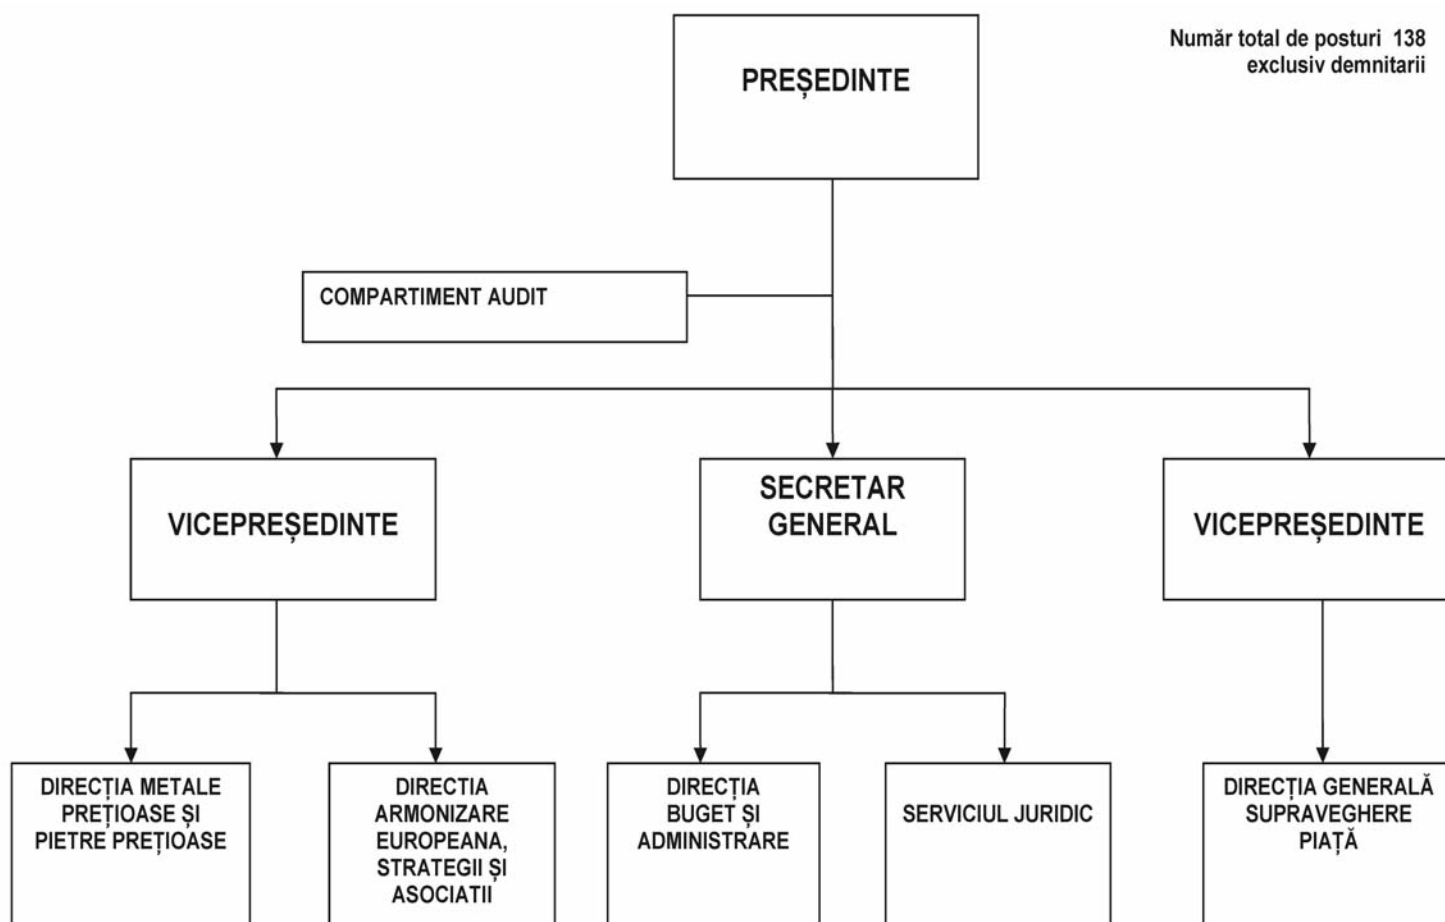 Număr total de posturi 138
exclusiv demnitarii
PREȘEDINTE
COMPARTIMENT AUDIT
VICEPREȘEDINTE
SECRETAR
GENERAL
VICEPREȘEDINTE
DIRECȚIA METALE
PREȚIOASE ȘI
PIETRE PREȚIOASE
DIRECTIA
ARMONIZARE
EUROPEANA,
STRATEGII ȘI
ASOCIATII
DIRECȚIA
BUGET ȘI
ADMINISTRARE
SERVICIUL JURIDIC
DIRECȚIA GENERALĂ
SUPRAVEGHERE
PIAȚĂ